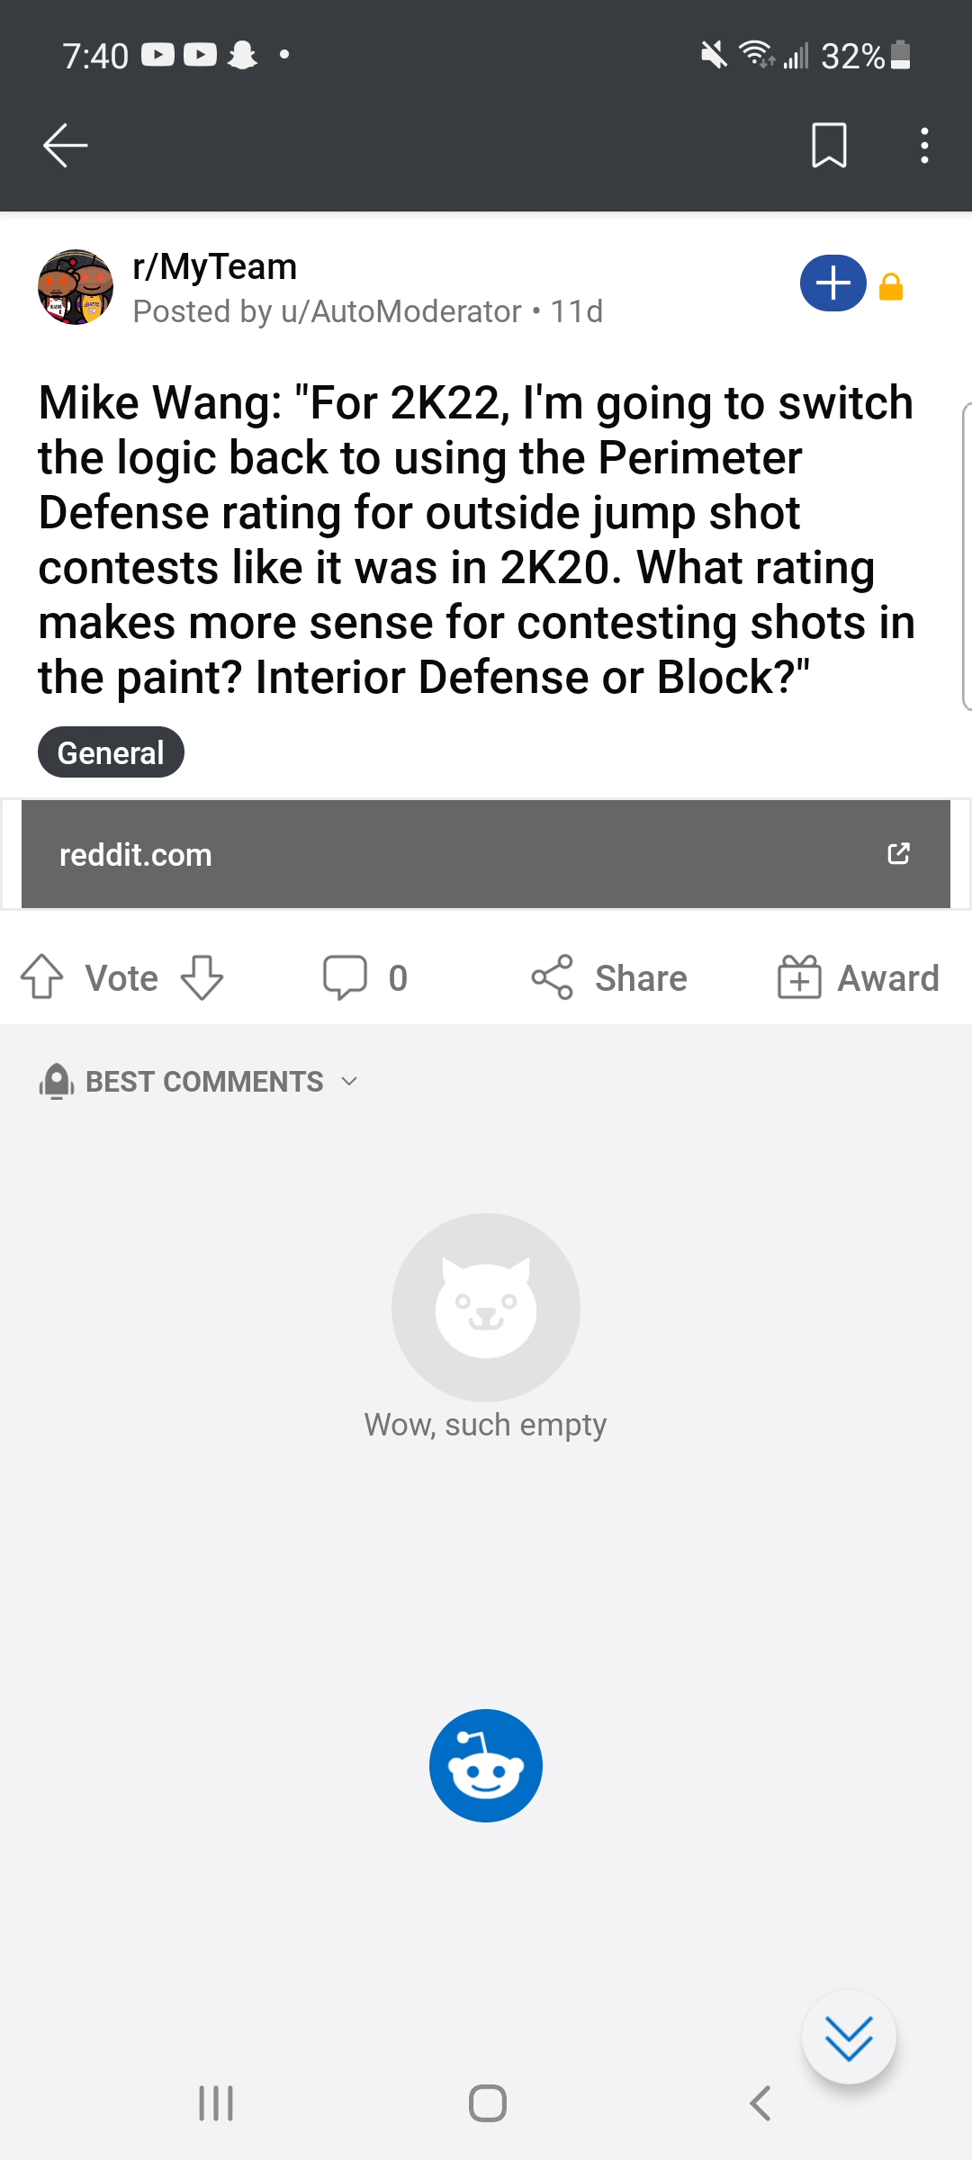 7:40
32%
r/MyTeam
Posted by u/AutoModerator • 11d
Mike Wang: "For 2K22, I'm going to switch
the logic back to using the Perimeter
Defense rating for outside jump shot
contests like it was in 2K20. What rating
makes more sense for contesting shots in
the paint? Interior Defense or Block?"
General
reddit.com
Vote 0 Share Award
BEST COMMENTS
Wow, such empty